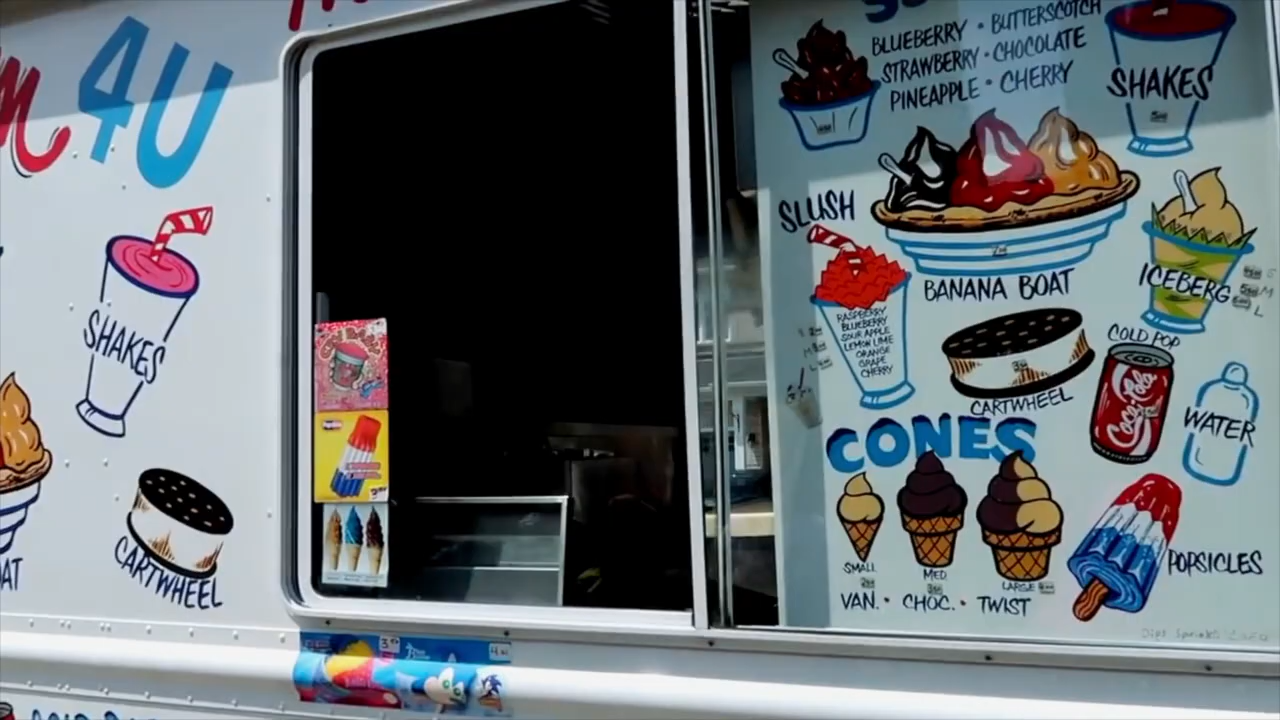 4U
SHAKES
CARTWHEEL
BLUEBERRY • BUTTERSCOTCH
STRAWBERRY • CHOCOLATE
PINEAPPLE • CHERRY
SHAKES
SLUSH
RASPBERRY
BLUEBERRY
SOUR APPLE
LEMON LIME
ORANGE
GRAPE
CHERRY
BANANA BOAT
ICEBERG
S
M
L
CARTWHEEL
COLD POP
Coca-Cola
WATER
CONES
SMALL
MED.
LARGE
VAN. • CHOC. • TWIST
POPSICLES